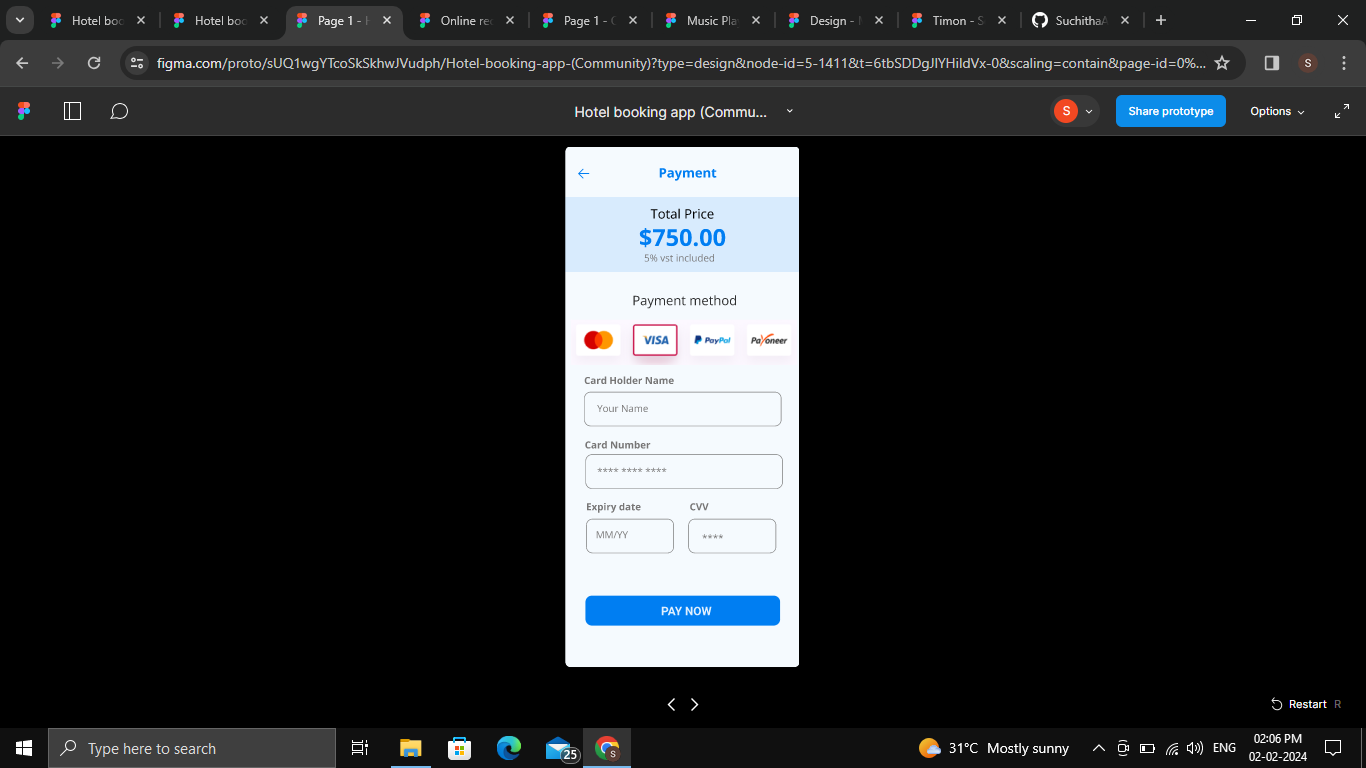 Hotel boo
Hotel boo
Page 1 - H
Online rec
Page 1 - C
Music Pla
Design -
Timon - S
SuchithaA
figma.com/proto/sUQ1wgYTcoSkSkhwJVudph/Hotel-booking-app-(Community)?type=design&node-id=5-1411&t=6tbSDDgJlYHildVx-0&scaling=contain&page-id=0%...
S
Hotel booking app (Commu...
S
Share prototype
Options
Payment
Total Price
$750.00
5% vst included
Payment method
VISA
PayPal
Payoneer
Card Holder Name
Your Name
Card Number
**** **** ****
Expiry date
CVV
MM/YY
****
PAY NOW
Restart R
Type here to search
25
S
31°C Mostly sunny
ENG
02:06 PM
02-02-2024